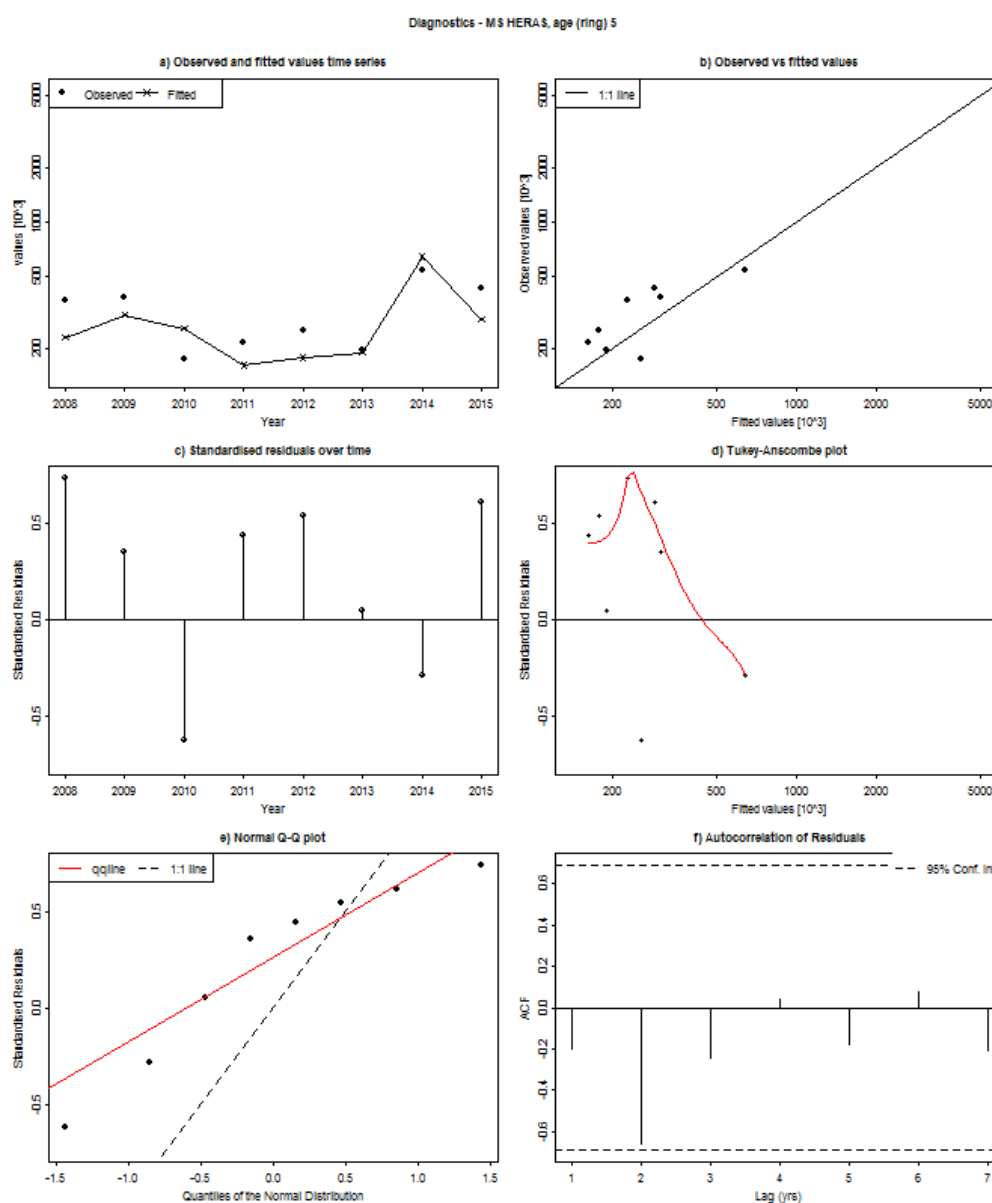 Diagnostics - MS HERAS, age (ring) 5
a) Observed and fitted values time series
Observed Fitted
values [10^3]
200 500 1000 2000 5000
2008 2009 2010 2011 2012 2013 2014 2015
Year
b) Observed vs fitted values
1:1 line
Observed values [10^3]
200 500 1000 2000 5000
200 500 1000 2000 5000
Fitted values [10^3]
c) Standardised residuals over time
Standardised Residuals
-0.5 0.0 0.5
2008 2009 2010 2011 2012 2013 2014 2015
Year
d) Tukey-Anscombe plot
Standardised Residuals
-0.5 0.0 0.5
200 500 1000 2000 5000
Fitted values [10^3]
e) Normal Q-Q plot
qqline 1:1 line
Standardised Residuals
-0.5 0.0 0.5
-1.5 -1.0 -0.5 0.0 0.5 1.0 1.5
Quantiles of the Normal Distribution
f) Autocorrelation of Residuals
95% Conf. In
ACF
-0.6 -0.4 -0.2 0.0 0.2 0.4 0.6
1 2 3 4 5 6 7
Lag (yrs)